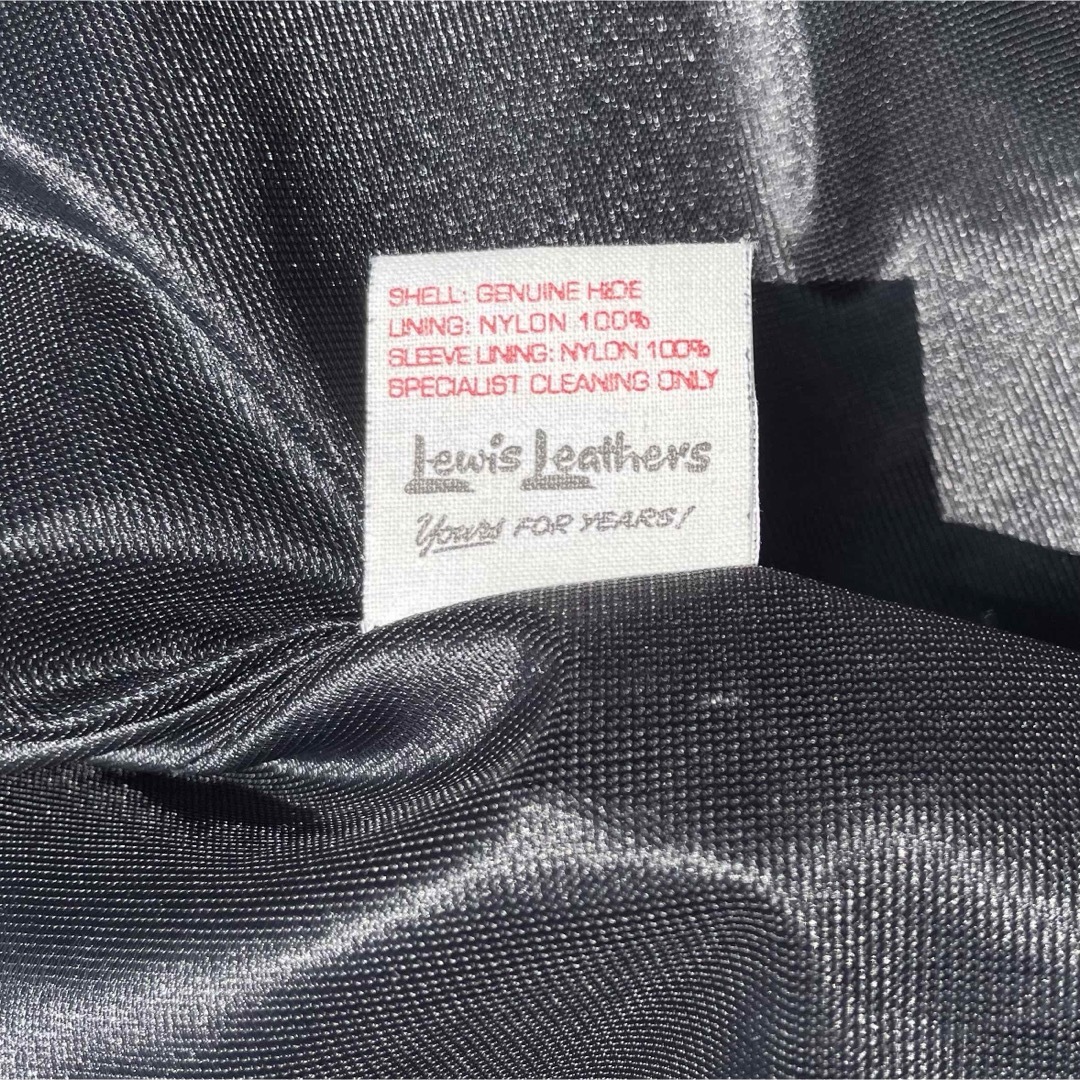 SHELL: GENUINE HIDE
LINING: NYLON 100%
SLEEVE LINING: NYLON 100%
SPECIALIST CLEANING ONLY
Lewis Leathers
Yours FOR YEARS!